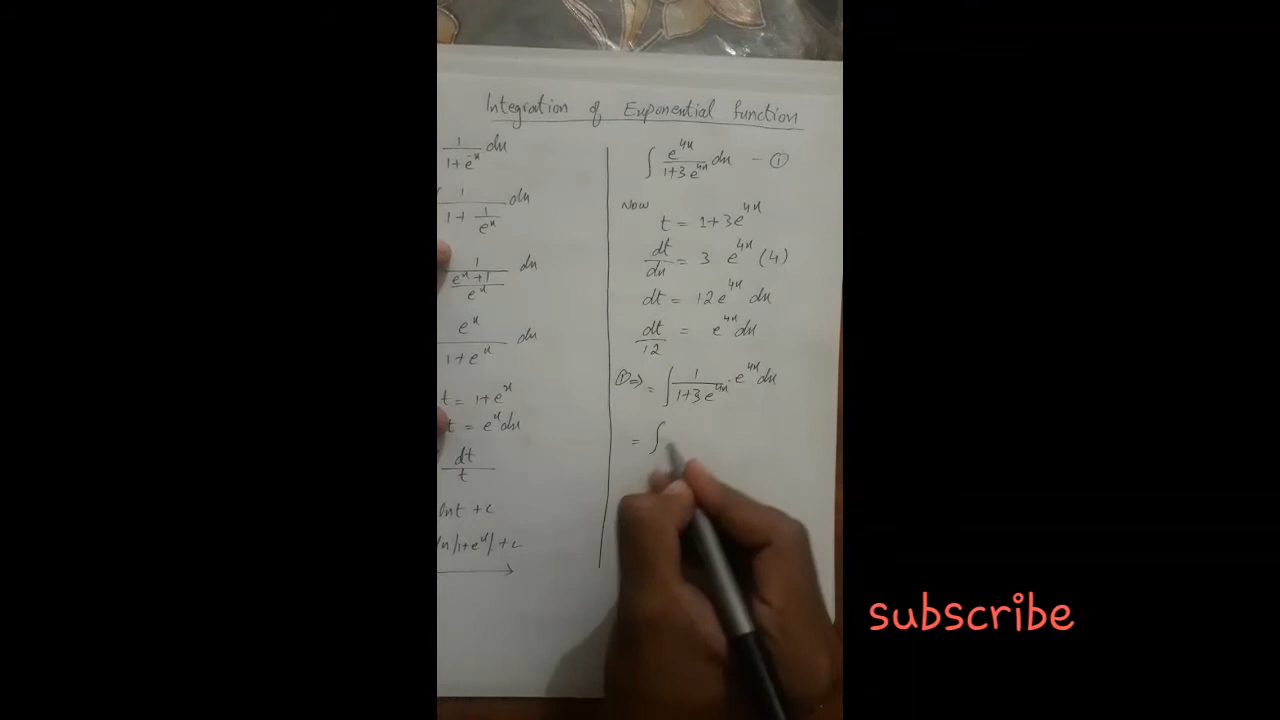 Integration of Exponential function
1/1+e^-x dx
1/1+1/e^x dx
1/e^x+1/e^x dx
e^x/1+e^x dx
t = 1+e^x
t = e^x dx
dt/t
lnt + c
ln|1+e^x| + c
∫ e^4x/1+3e^4x dx - ①
Now
t = 1+3e^4x
dt/dx = 3 e^4x (4)
dt = 12e^4x dx
dt/12 = e^4x dx
①⇒ = ∫ 1/1+3e^4x . e^4x dx
= ∫
subscribe